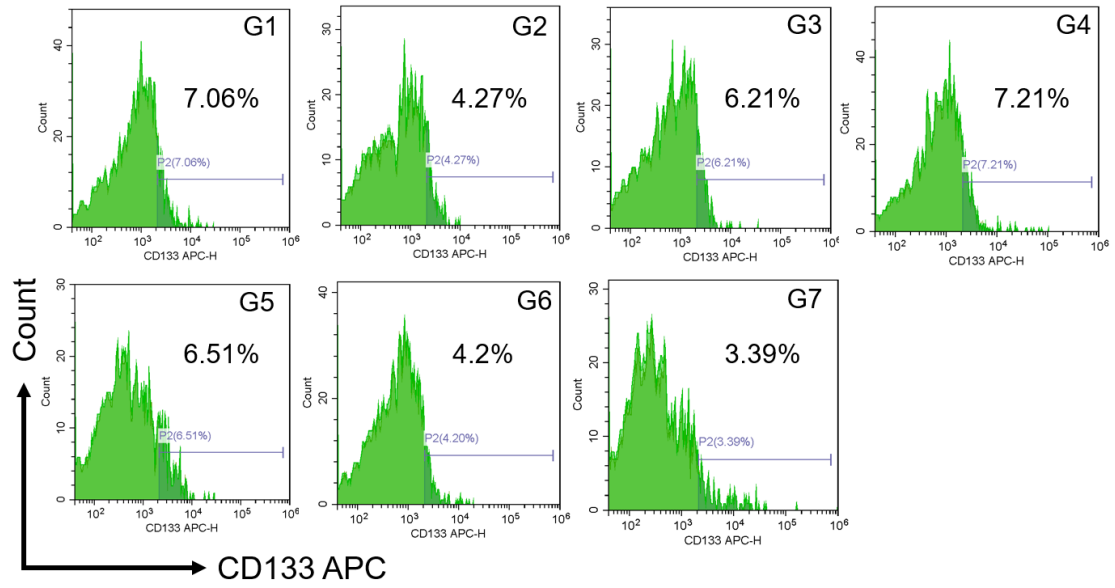 G1
7.06%
P2(7.06%)
Count
0 20 40
10² 10³ 10⁴ 10⁵ 10⁶
CD133 APC-H
G2
4.27%
P2(4.27%)
Count
0 10 20 30
10² 10³ 10⁴ 10⁵ 10⁶
CD133 APC-H
G3
6.21%
P2(6.21%)
Count
0 10 20 30
10² 10³ 10⁴ 10⁵ 10⁶
CD133 APC-H
G4
7.21%
P2(7.21%)
Count
0 20 40
10² 10³ 10⁴ 10⁵ 10⁶
CD133 APC-H
G5
6.51%
P2(6.51%)
Count
0 10 20 30
10² 10³ 10⁴ 10⁵ 10⁶
CD133 APC-H
G6
4.2%
P2(4.20%)
Count
0 20 40
10² 10³ 10⁴ 10⁵ 10⁶
CD133 APC-H
G7
3.39%
P2(3.39%)
Count
0 10 20 30
10² 10³ 10⁴ 10⁵ 10⁶
CD133 APC-H
Count
CD133 APC